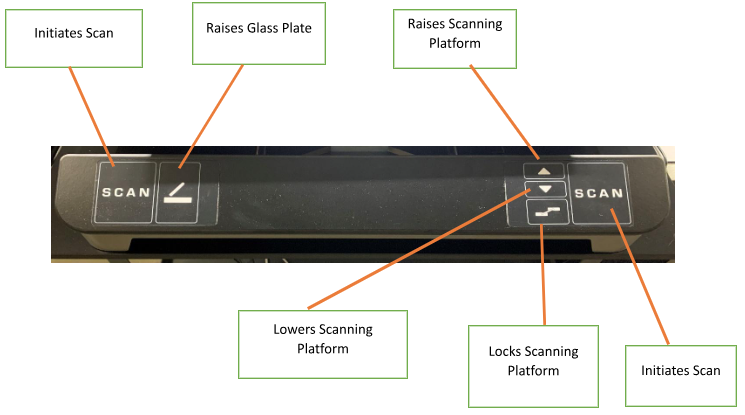 Initiates Scan
Raises Glass Plate
Raises Scanning
Platform
SCAN
SCAN
Lowers Scanning
Platform
Locks Scanning
Platform
Initiates Scan